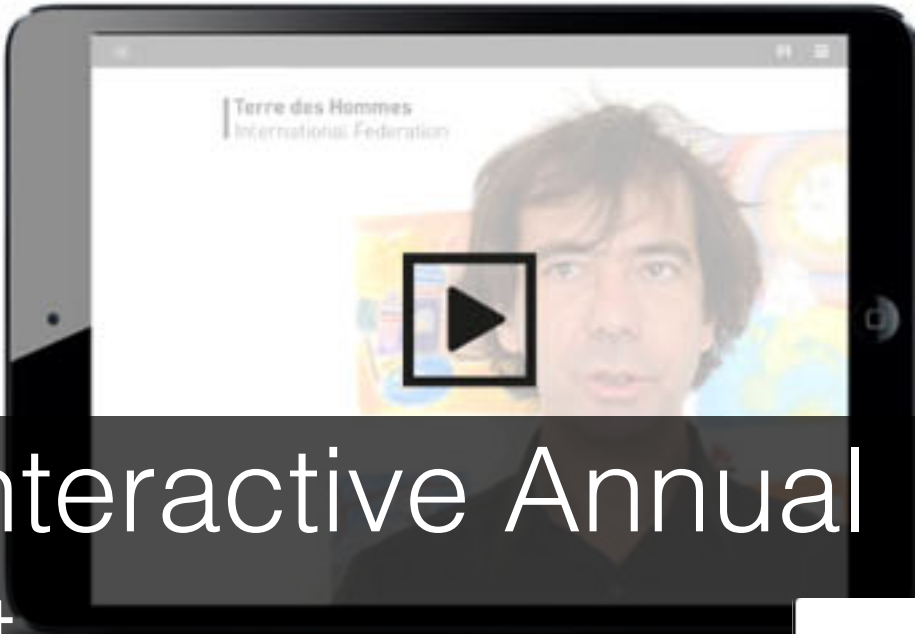 Terre des Hommes
International Federation
nteractive Annual
t